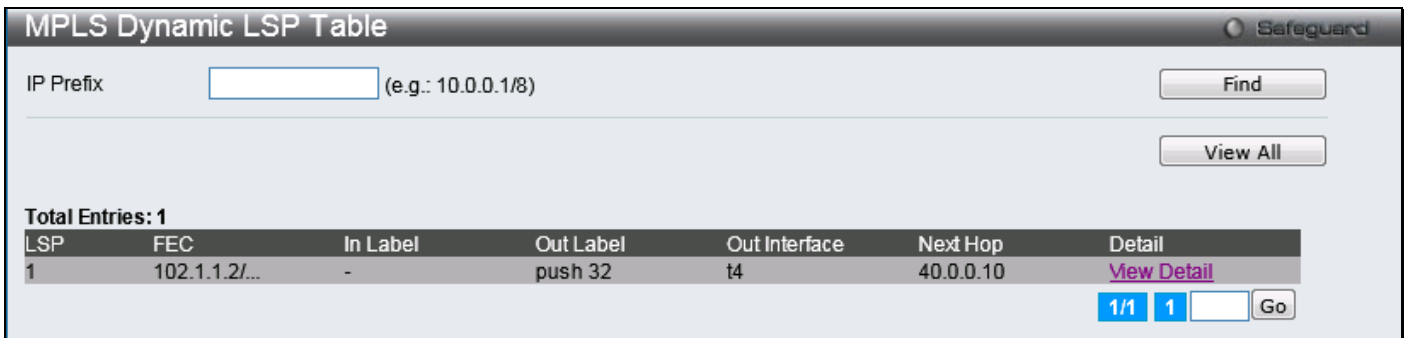 MPLS Dynamic LSP Table
Safeguard
IP Prefix (e.g.: 10.0.0.1/8) Find
View All
Total Entries: 1
LSP FEC In Label Out Label Out Interface Next Hop Detail
1 102.1.1.2/... - push 32 t4 40.0.0.10 View Detail
1/1 1 Go